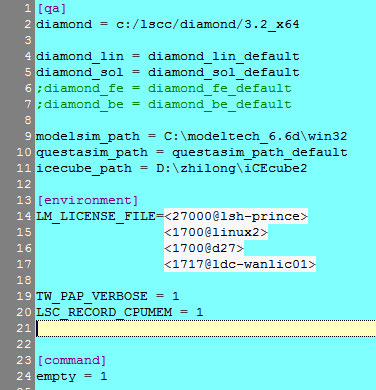 1 [qa]
2 diamond = c:/lscc/diamond/3.2_x64
3
4 diamond_lin = diamond_lin_default
5 diamond_sol = diamond_sol_default
6 ;diamond_fe = diamond_fe_default
7 ;diamond_be = diamond_be_default
8
9 modelsim_path = C:\modeltech_6.6d\win32
10 questasim_path = questasim_path_default
11 icecube_path = D:\zhilong\iCEcube2
12
13 [environment]
14 LM_LICENSE_FILE=<27000@lsh-prince>
15 <1700@linux2>
16 <1700@d27>
17 <1717@ldc-wanlic01>
18
19 TW_PAP_VERBOSE = 1
20 LSC_RECORD_CPUMEM = 1
21
22
23 [command]
24 empty = 1